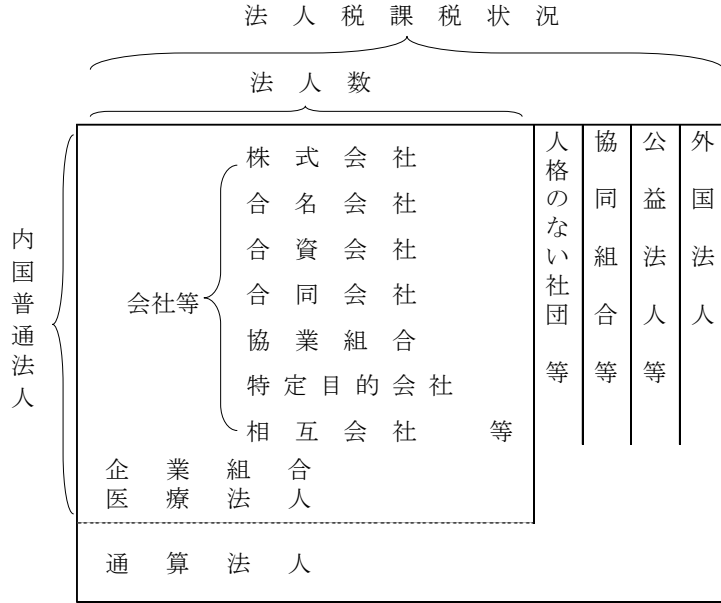 法人税課税状況
法人数
内国普通法人
会社等
株式会社
合名会社
合資会社
合同会社
協業組合
特定目的会社
相互会社 等
企業組合
医療法人
通算法人
人格のない社団等
協同組合等
公益法人等
外国法人